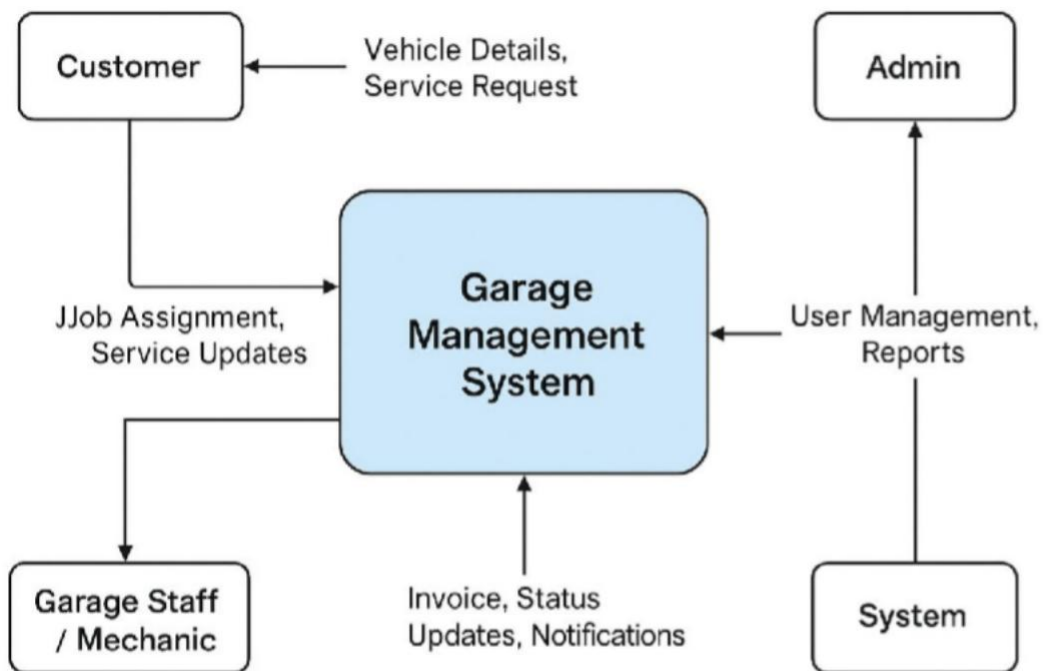 Customer
Vehicle Details,
Service Request
Admin
Garage
Management
System
JJob Assignment,
Service Updates
User Management,
Reports
Garage Staff
/ Mechanic
Invoice, Status
Updates, Notifications
System